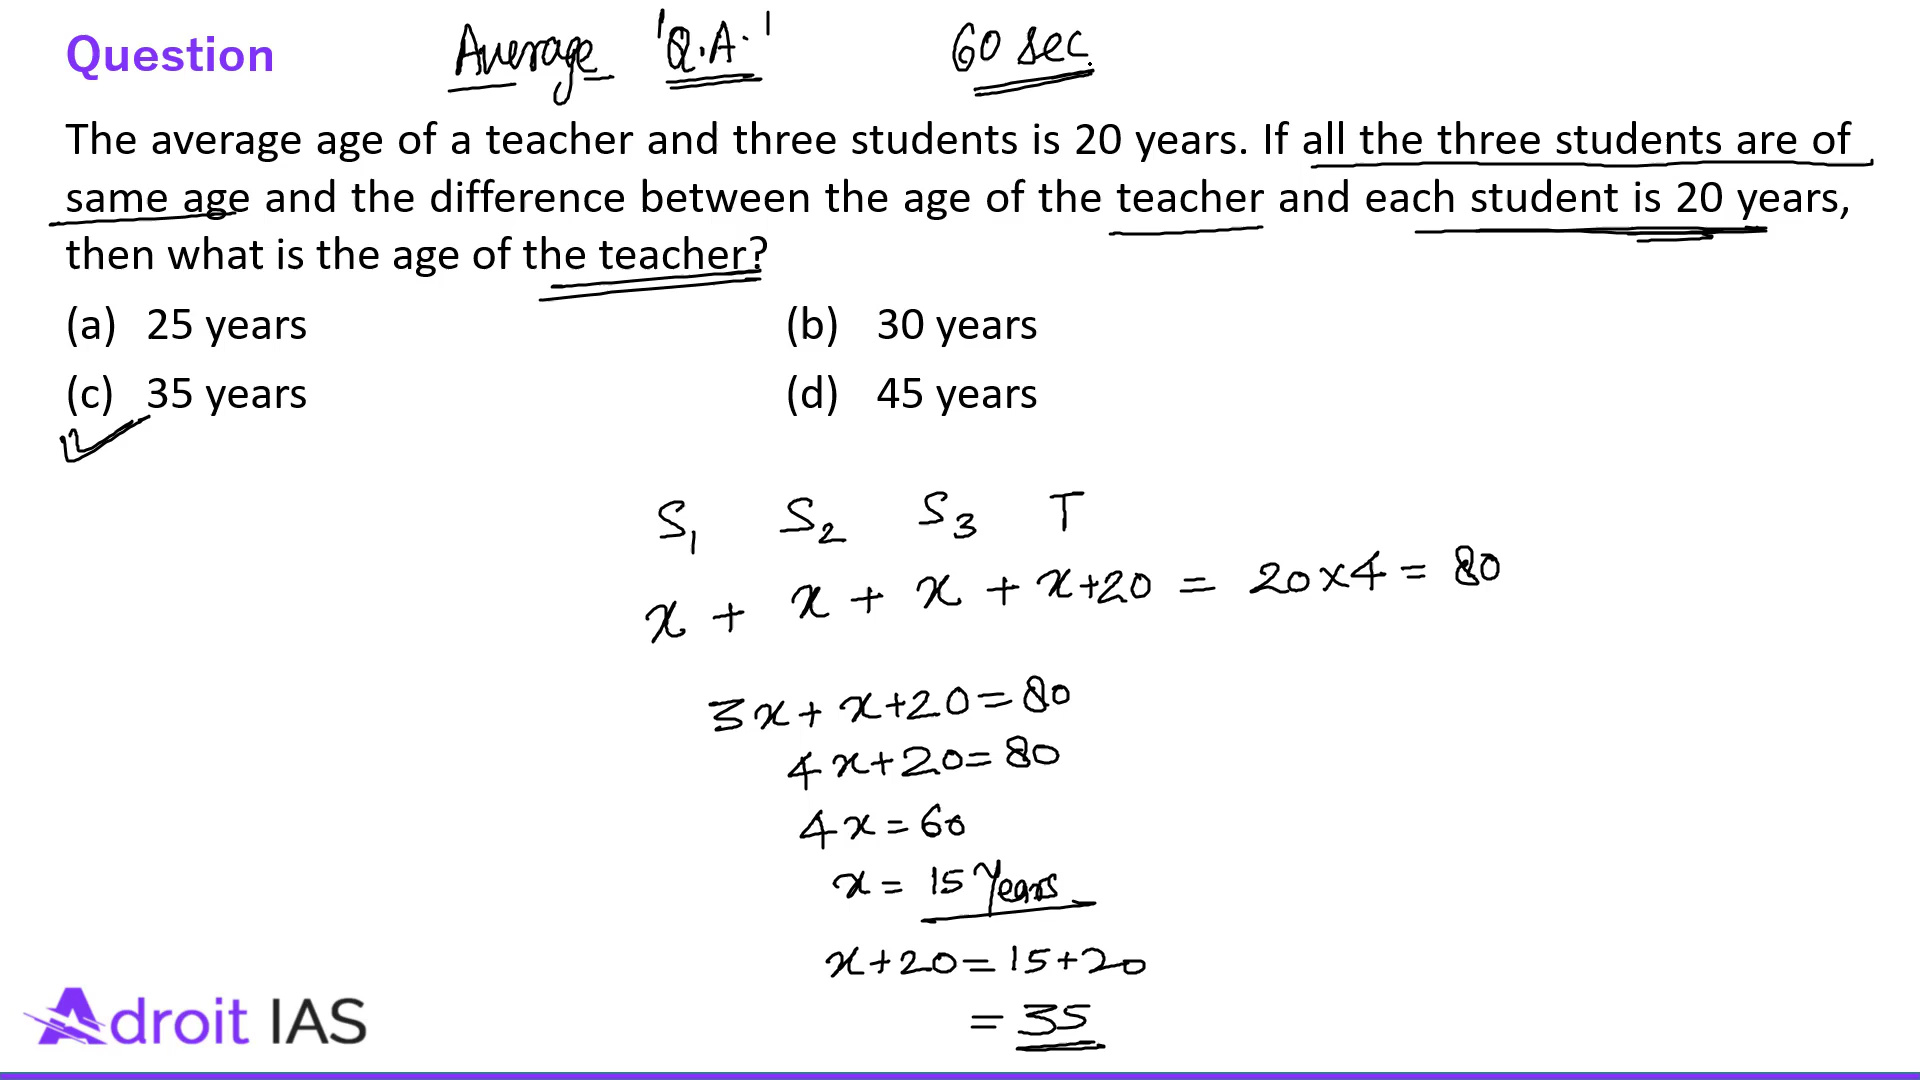 Question Average 'Q.A.' 60 sec.
The average age of a teacher and three students is 20 years. If all the three students are of
same age and the difference between the age of the teacher and each student is 20 years,
then what is the age of the teacher?
(a) 25 years (b) 30 years
(c) 35 years (d) 45 years
S1 S2 S3 T
x + x + x + x+20 = 20×4 = 80
3x + x+20 = 80
4x+20 = 80
4x = 60
x = 15 Years
x+20 = 15+20
= 35
Adroit IAS